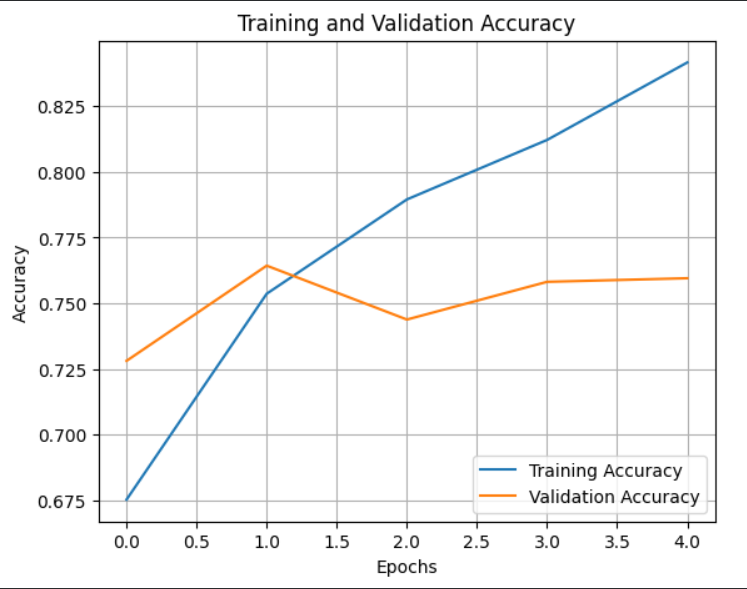 Training and Validation Accuracy
Accuracy
0.825
0.800
0.775
0.750
0.725
0.700
0.675
Training Accuracy
Validation Accuracy
0.0 0.5 1.0 1.5 2.0 2.5 3.0 3.5 4.0
Epochs